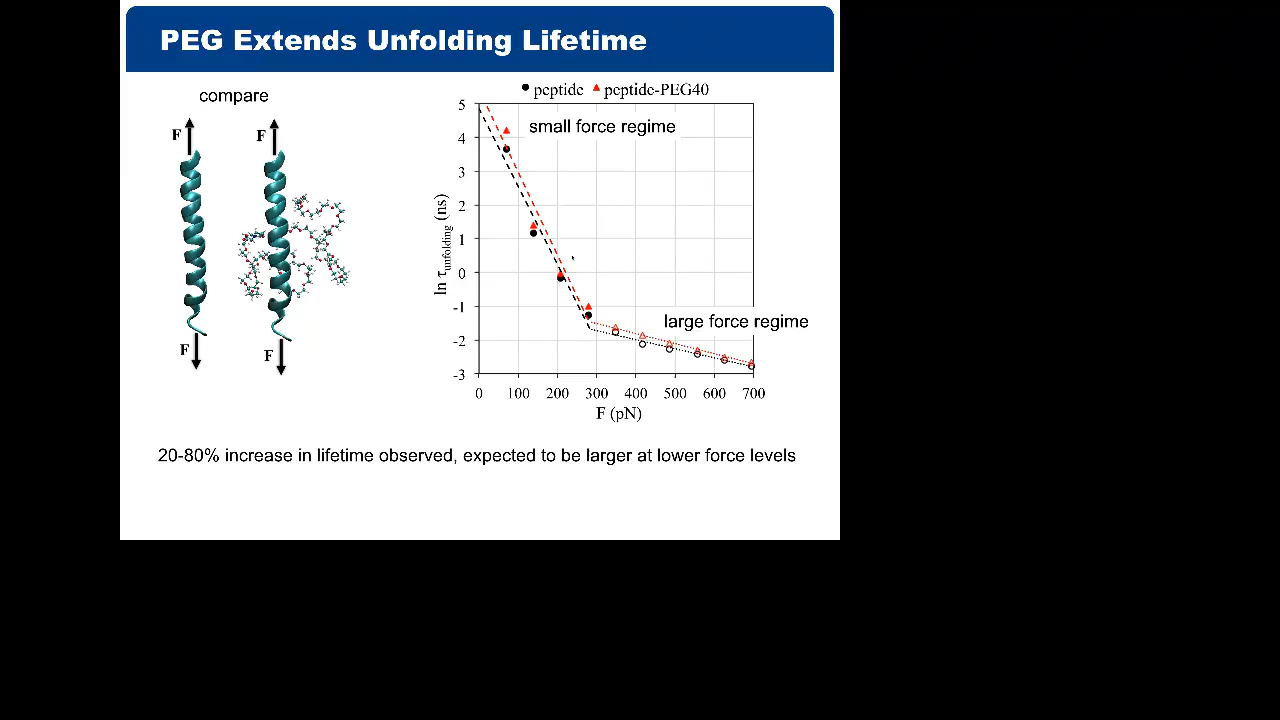 PEG Extends Unfolding Lifetime
compare
F
F
F
F
peptide peptide-PEG40
small force regime
large force regime
ln τunfolding (ns)
5
4
3
2
1
0
-1
-2
-3
0 100 200 300 400 500 600 700
F (pN)
20-80% increase in lifetime observed, expected to be larger at lower force levels